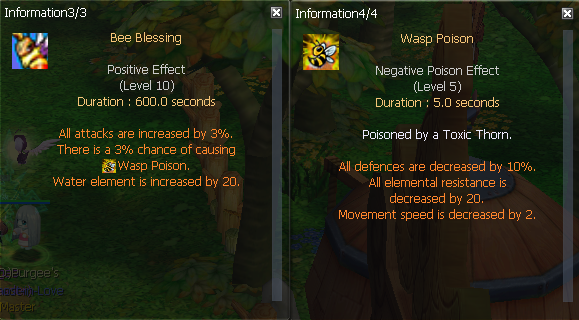 Information3/3
Bee Blessing
Positive Effect
(Level 10)
Duration : 600.0 seconds
All attacks are increased by 3%.
There is a 3% chance of causing
Wasp Poison.
Water element is increased by 20.
Purgee's
Love
Master
Information4/4
Wasp Poison
Negative Poison Effect
(Level 5)
Duration : 5.0 seconds
Poisoned by a Toxic Thorn.
All defences are decreased by 10%.
All elemental resistance is
decreased by 20.
Movement speed is decreased by 2.